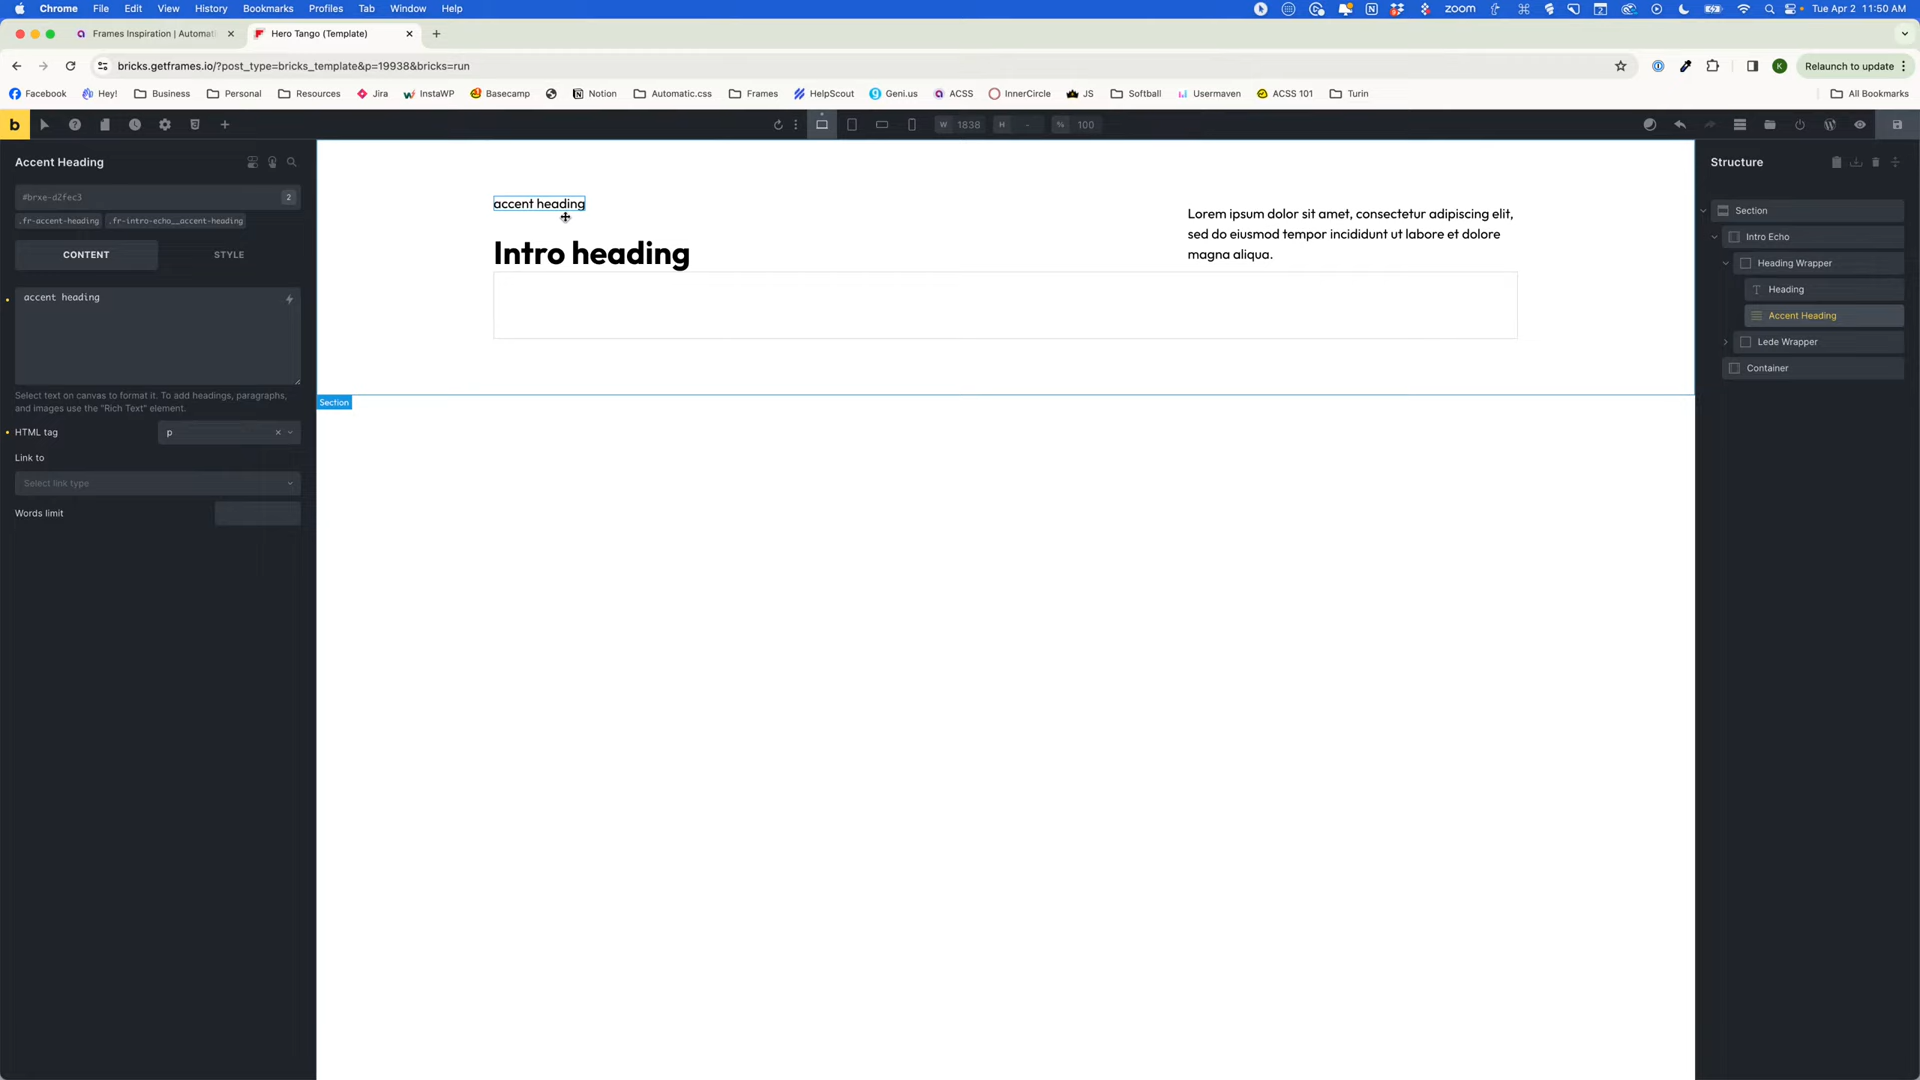 Chrome File Edit View History Bookmarks Profiles Tab Window Help
zoom Tue Apr 2 11:50 AM
Frames Inspiration | Automat
Hero Tango (Template)
bricks.getframes.io/?post_type=bricks_template&p=19938&bricks=run
K
Relaunch to update
Facebook Hey! Business Personal Resources Jira InstaWP Basecamp Notion Automatic.css Frames HelpScout Geni.us ACSS InnerCircle JS Softball Usermaven ACSS 101 Turin All Bookmarks
b
W 1838 H - % 100
Accent Heading
#brxe-d2fec3 2
.fr-accent-heading .fr-intro-echo__accent-heading
CONTENT STYLE
accent heading
Select text on canvas to format it. To add headings, paragraphs,
and images use the "Rich Text" element.
HTML tag p
Link to
Select link type
Words limit
accent heading
Intro heading
Lorem ipsum dolor sit amet, consectetur adipiscing elit,
sed do eiusmod tempor incididunt ut labore et dolore
magna aliqua.
Section
Structure
Section
Intro Echo
Heading Wrapper
Heading
Accent Heading
Lede Wrapper
Container